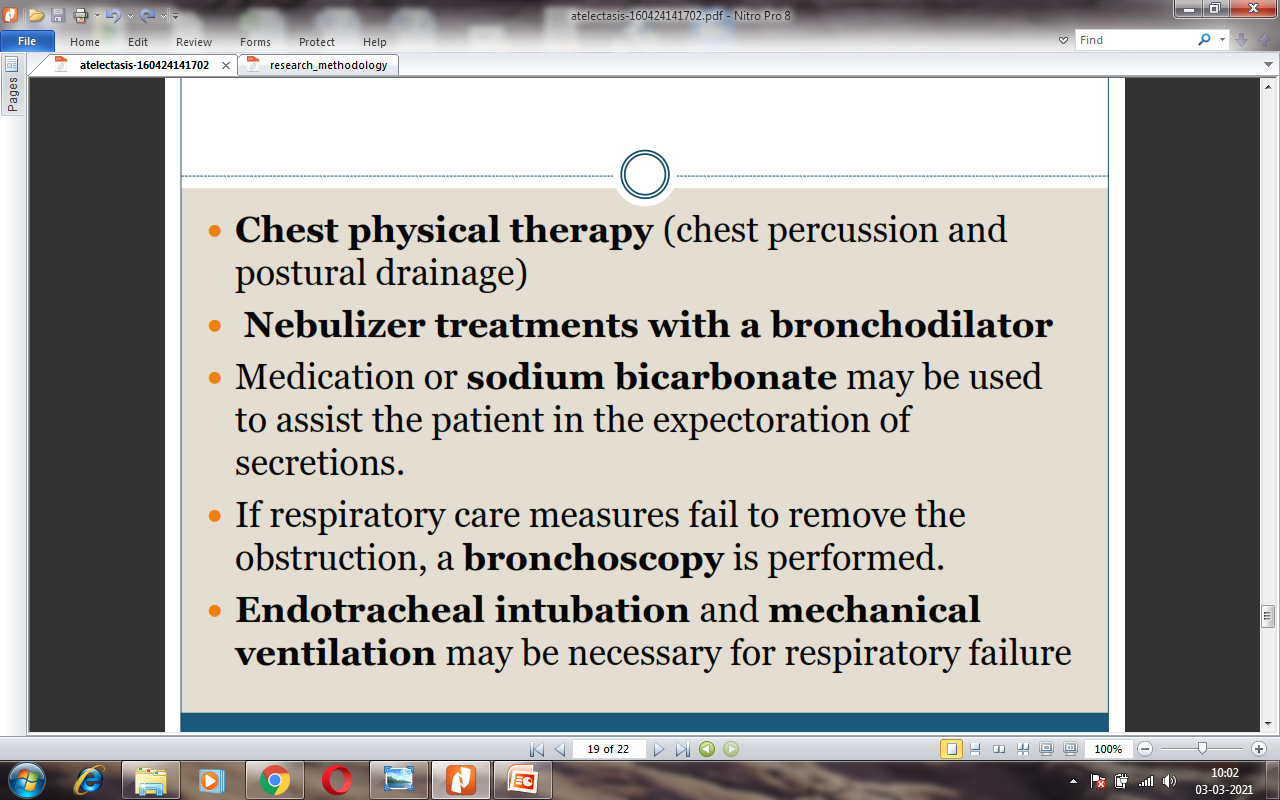 atelectasis-160424141702.pdf - Nitro Pro 8
File Home Edit Review Forms Protect Help
Find
atelectasis-160424141702 research_methodology
Pages
• Chest physical therapy (chest percussion and
postural drainage)
• Nebulizer treatments with a bronchodilator
• Medication or sodium bicarbonate may be used
to assist the patient in the expectoration of
secretions.
• If respiratory care measures fail to remove the
obstruction, a bronchoscopy is performed.
• Endotracheal intubation and mechanical
ventilation may be necessary for respiratory failure
19 of 22
100%
10:02
03-03-2021